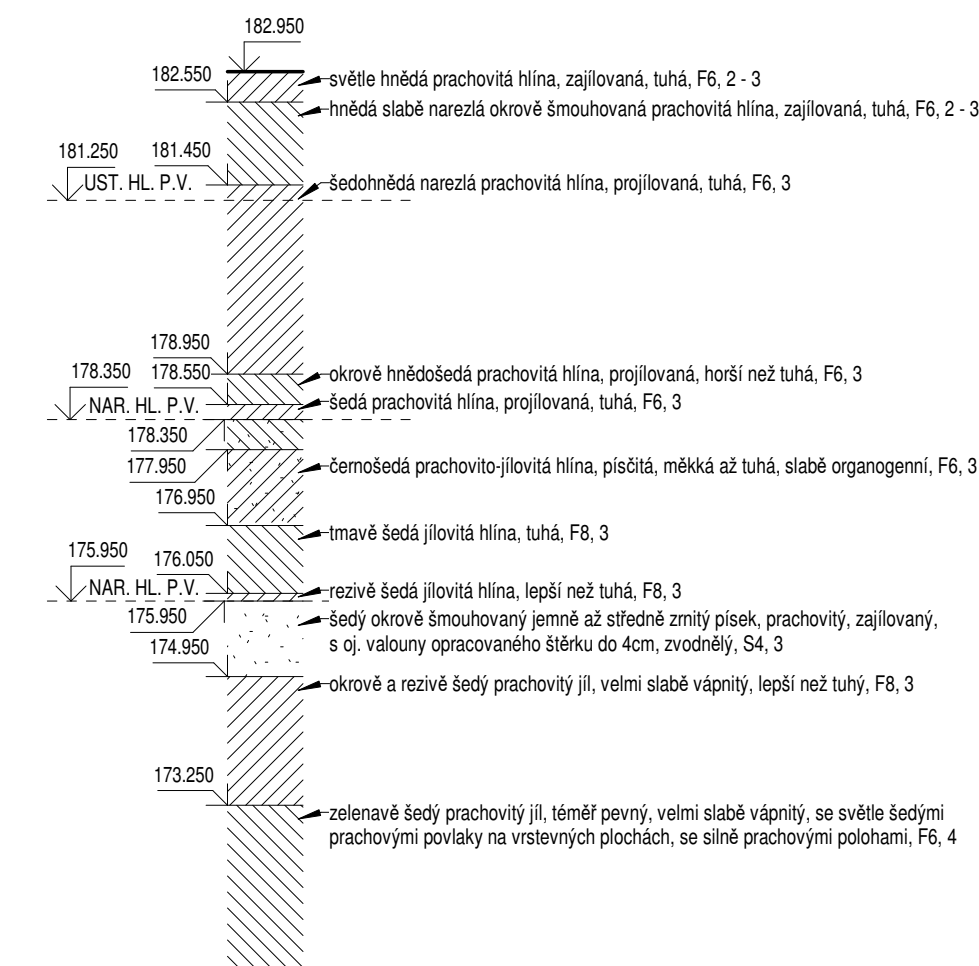 182.950
182.550
světle hnědá prachovitá hlína, zajílovaná, tuhá, F6, 2 - 3
hnědá slabě narezlá okrově šmouhovaná prachovitá hlína, zajílovaná, tuhá, F6, 2 - 3
181.250
181.450
UST. HL. P.V.
šedohnědá narezlá prachovitá hlína, projílovaná, tuhá, F6, 3
178.950
178.350
178.550
okrově hnědošedá prachovitá hlína, projílovaná, horší než tuhá, F6, 3
NAR. HL. P.V.
šedá prachovitá hlína, projílovaná, tuhá, F6, 3
178.350
177.950
černošedá prachovito-jílovitá hlína, písčitá, měkká až tuhá, slabě organogenní, F6, 3
176.950
tmavě šedá jílovitá hlína, tuhá, F8, 3
175.950
176.050
NAR. HL. P.V.
rezivě šedá jílovitá hlína, lepší než tuhá, F8, 3
175.950
šedý okrově šmouhovaný jemně až středně zrnitý písek, prachovitý, zajílovaný,
s oj. valouny opracovaného štěrku do 4cm, zvodnělý, S4, 3
174.950
okrově a rezivě šedý prachovitý jíl, velmi slabě vápnitý, lepší než tuhý, F8, 3
173.250
zelenavě šedý prachovitý jíl, téměř pevný, velmi slabě vápnitý, se světle šedými
prachovými povlaky na vrstevných plochách, se silně prachovými polohami, F6, 4